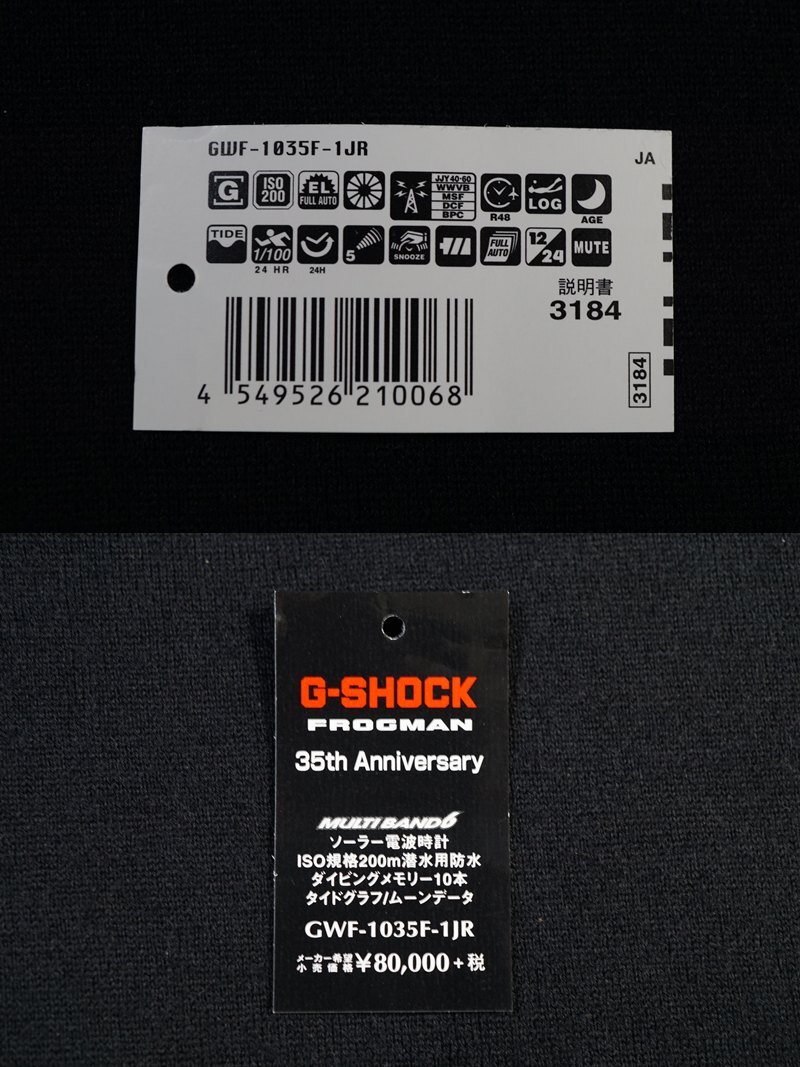 GWF-1035F-1JR
JA
G
ISO 200
EL FULL AUTO
JJY40·60
WWVB
MSF
DCF
BPC
R48
LOG
AGE
TIDE
1/100
24 HR
24H
5
SNOOZE
FULL AUTO
12/24
MUTE
説明書
3184
3184
4 549526 210068
G-SHOCK
FROGMAN
35th Anniversary
MULTI BAND 6
ソーラー電波時計
ISO規格200m潜水用防水
ダイビングメモリー10本
タイドグラフ/ムーンデータ
GWF-1035F-1JR
メーカー希望小売価格 ¥80,000+税